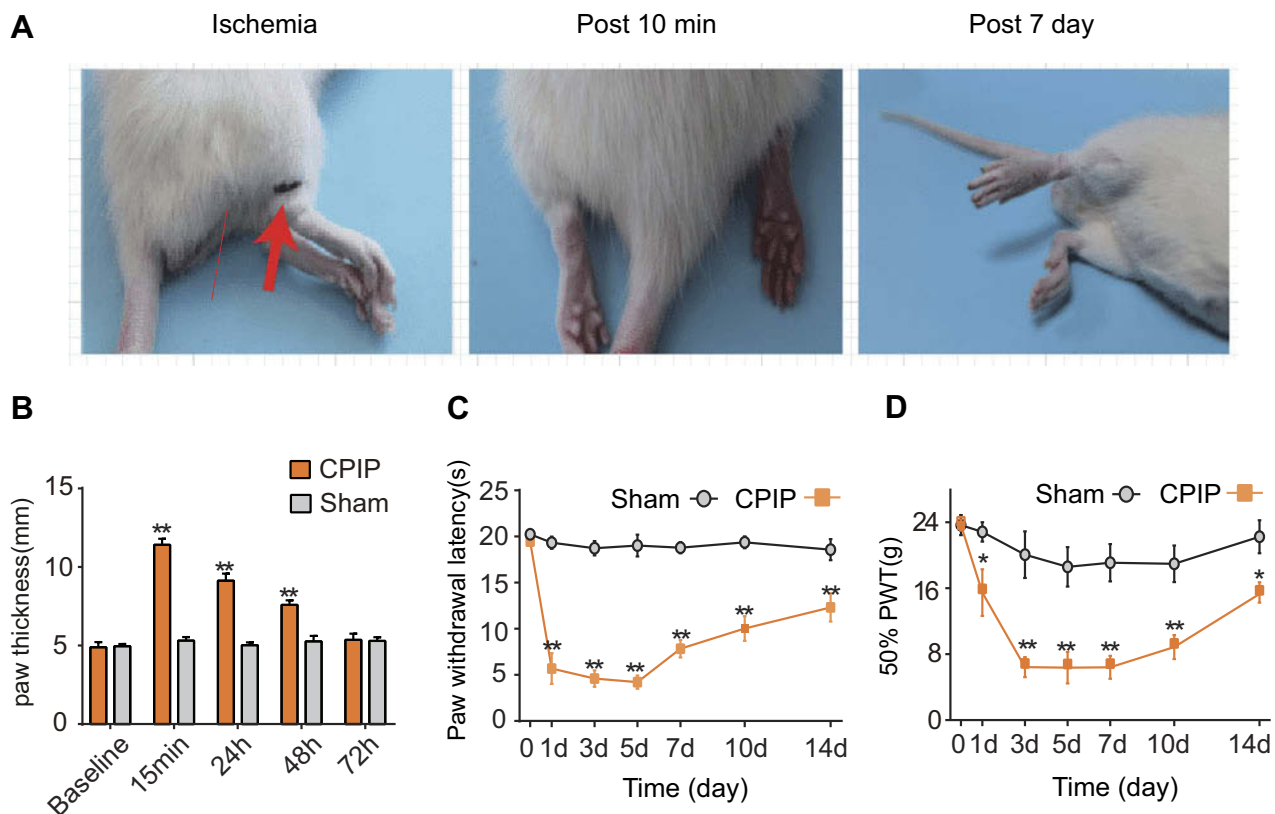 A
Ischemia
Post 10 min
Post 7 day
B
CPIP
Sham
paw thickness(mm)
15
10
5
0
**
**
**
Baseline
15min
24h
48h
72h
C
Sham
CPIP
Paw withdrawal latency(s)
25
20
15
10
5
0
**
**
**
**
**
**
0 1d 3d 5d 7d 10d 14d
Time (day)
D
Sham
CPIP
50% PWT(g)
24
16
8
0
*
**
**
**
**
*
0 1d 3d 5d 7d 10d 14d
Time (day)